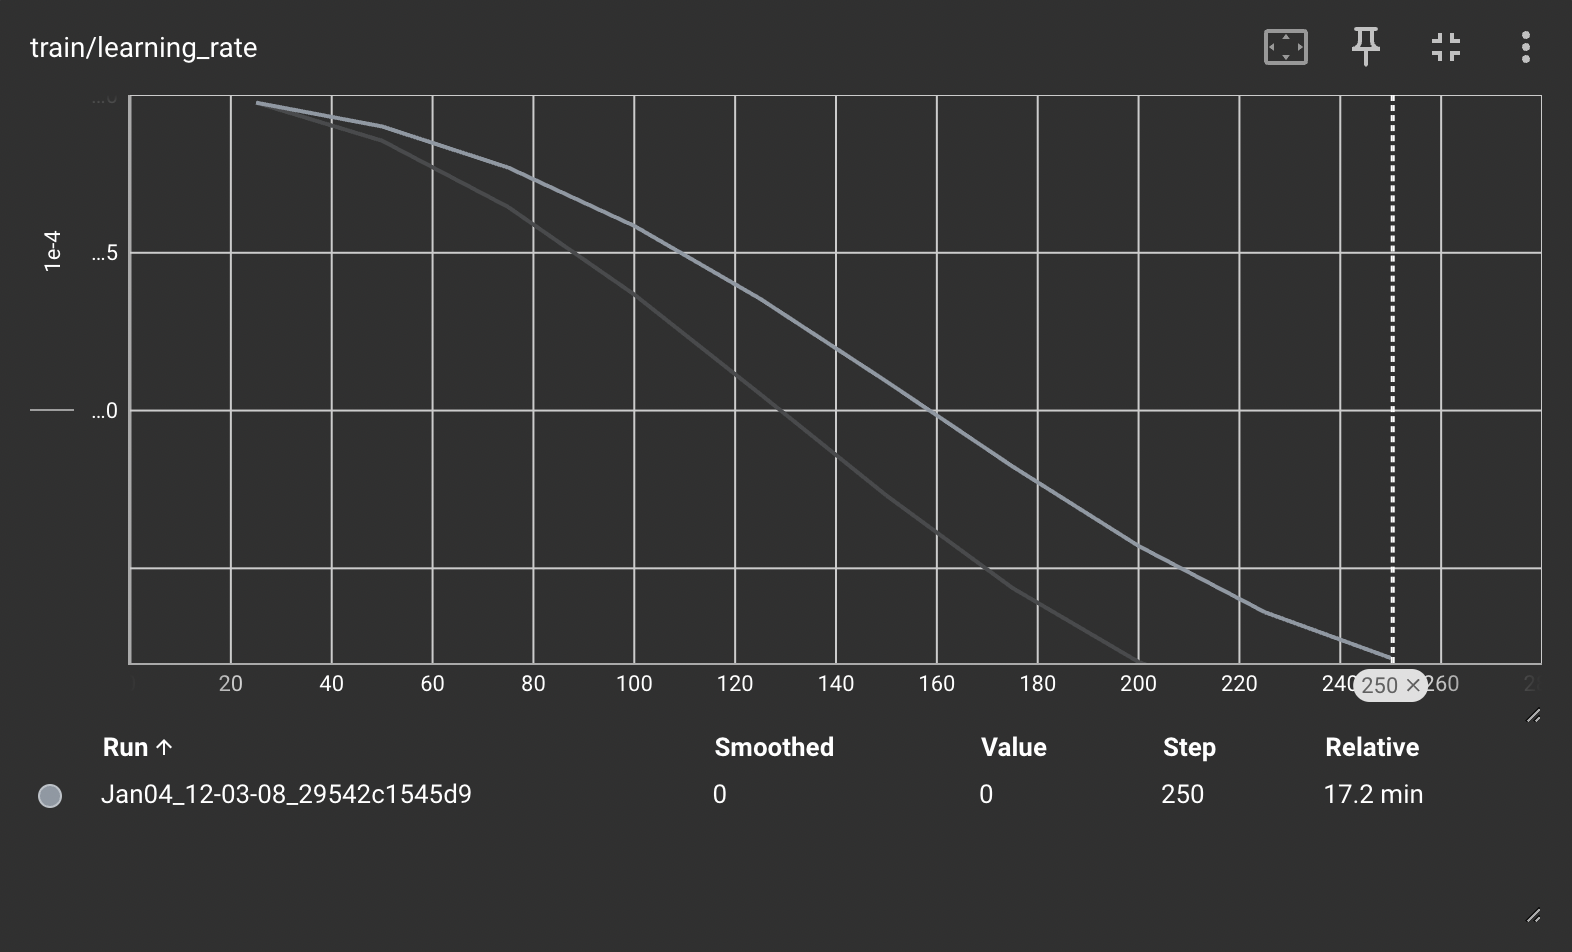 train/learning_rate
1e-4
...5
...0
20 40 60 80 100 120 140 160 180 200 220 240 250 × 260
Run ↑ Smoothed Value Step Relative
Jan04_12-03-08_29542c1545d9 0 0 250 17.2 min